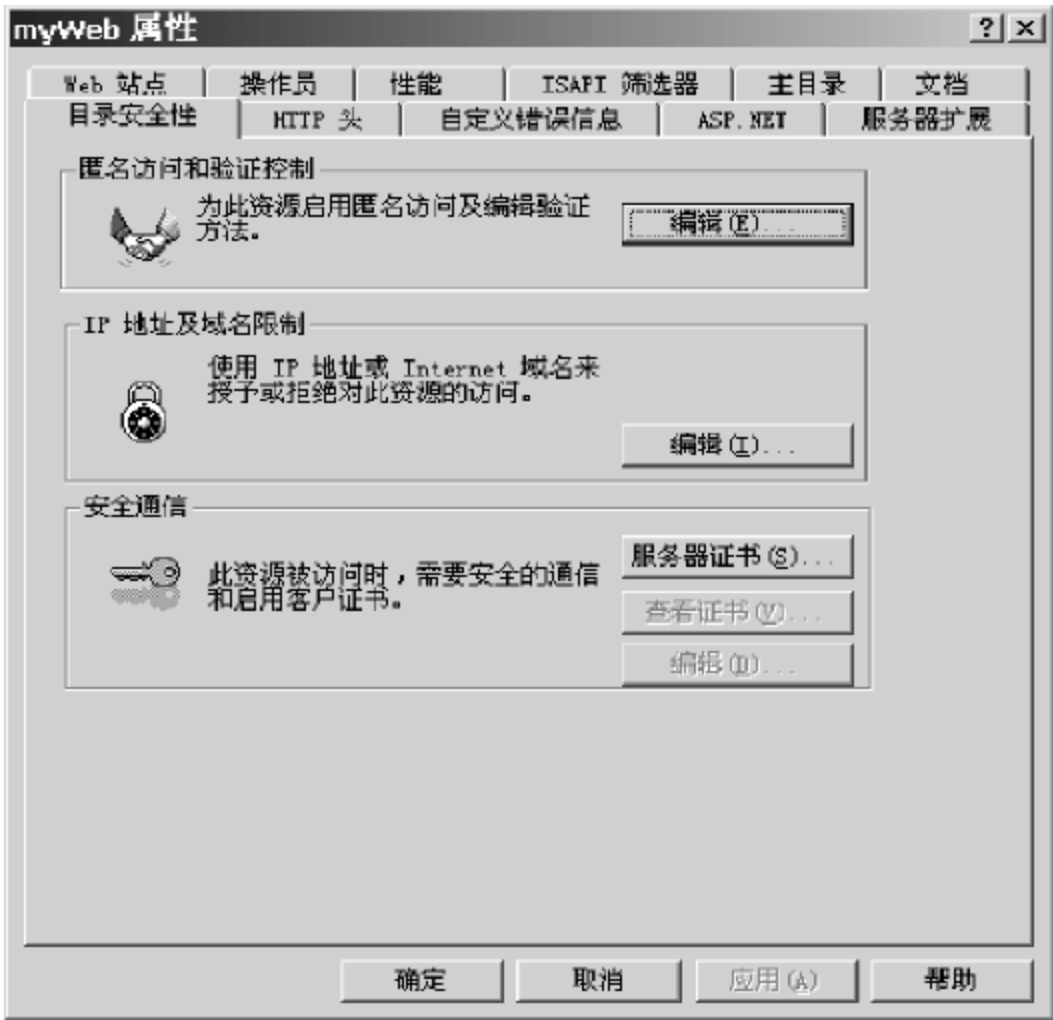 myWeb 属性
Web 站点 操作员 性能 ISAPI 筛选器 主目录 文档
目录安全性 HTTP 头 自定义错误信息 ASP.NET 服务器扩展
匿名访问和验证控制
为此资源启用匿名访问及编辑验证
方法。
编辑(E)...
IP 地址及域名限制
使用 IP 地址或 Internet 域名来
授予或拒绝对此资源的访问。
编辑(I)...
安全通信
此资源被访问时，需要安全的通信
和启用客户证书。
服务器证书(S)...
查看证书(V)...
编辑(D)...
确定 取消 应用(A) 帮助